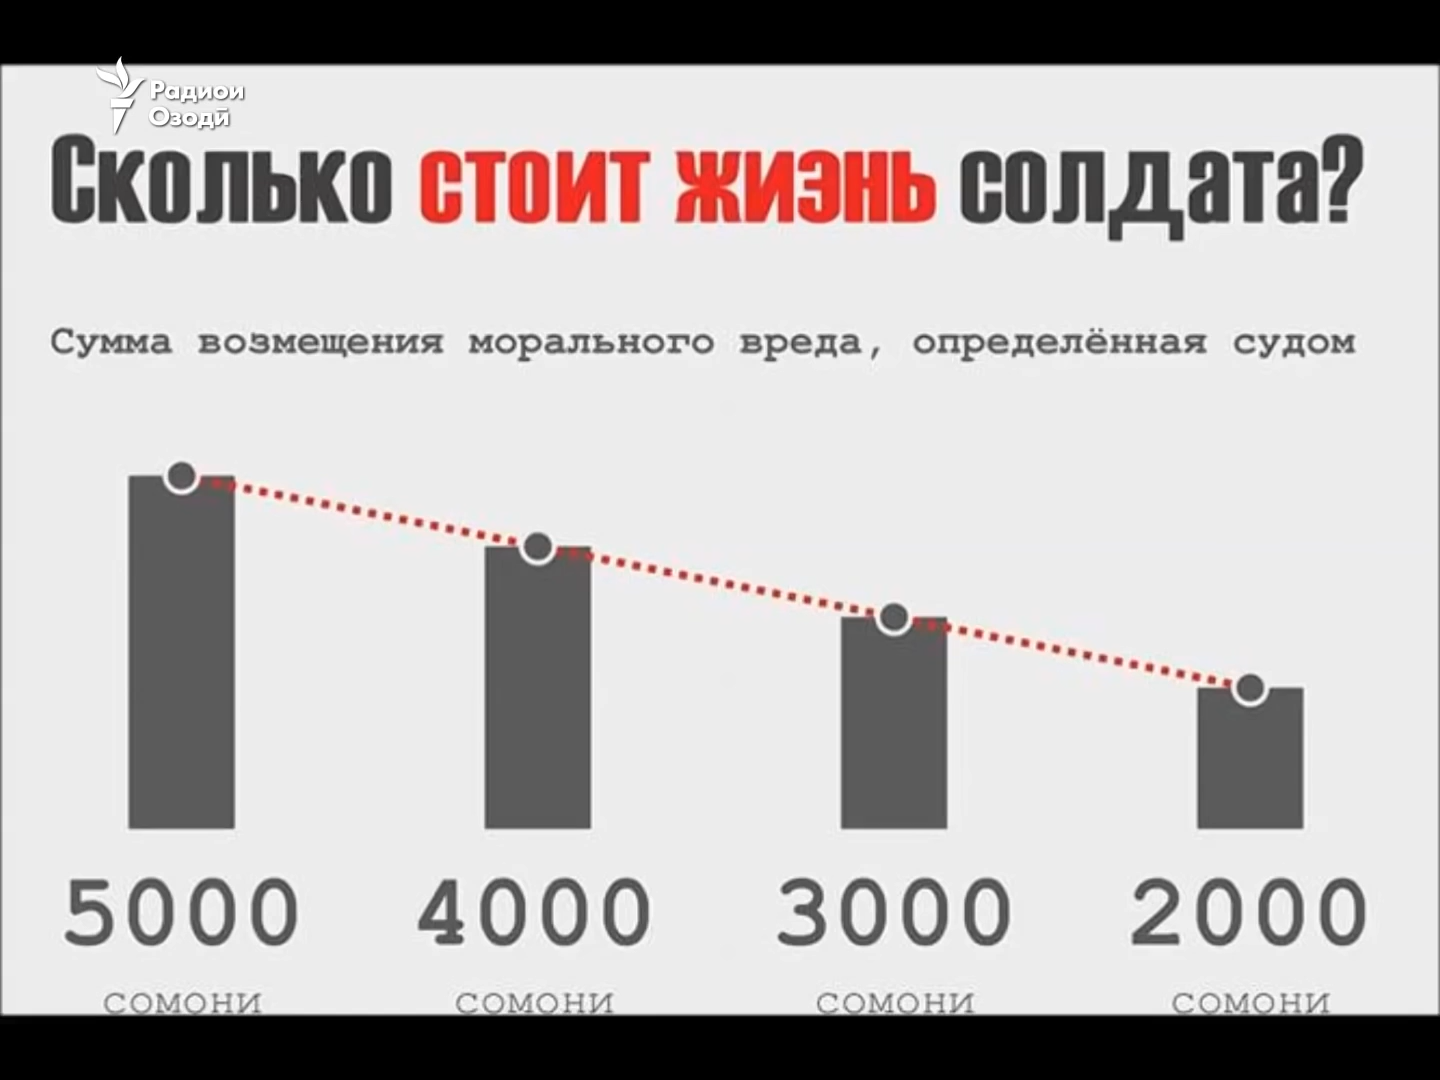 Радиои
Озодӣ
Сколько стоит жизнь солдата?
Сумма возмещения морального вреда, определённая судом
5000 4000 3000 2000
сомони сомони сомони сомони